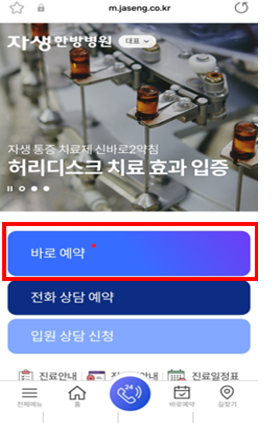 m.jaseng.co.kr
자생한방병원 대표
자생 통증 치료제 신바로2약침
허리디스크 치료 효과 입증
바로 예약
전화 상담 예약
입원 상담 신청
진료안내 안내 진료일정표
전체메뉴 홈 24 바로예약 길찾기